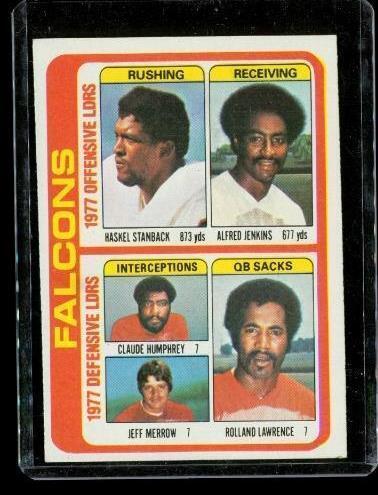 FALCONS
1977 OFFENSIVE LDRS
RUSHING
RECEIVING
HASKEL STANBACK 873 yds
ALFRED JENKINS 677 yds
1977 DEFENSIVE LDRS
INTERCEPTIONS
QB SACKS
CLAUDE HUMPHREY 7
JEFF MERROW 7
ROLLAND LAWRENCE 7